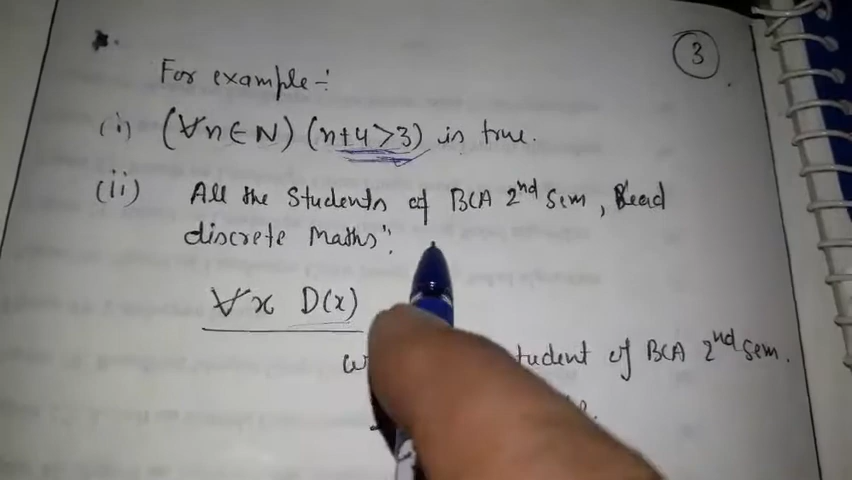 3
For example :-
(i) (∀n ∈ N) (n+4>3) is true.
(ii) All the Students of BCA 2nd Sem, Read
discrete Maths".
∀x D(x)
student of BCA 2nd Sem.